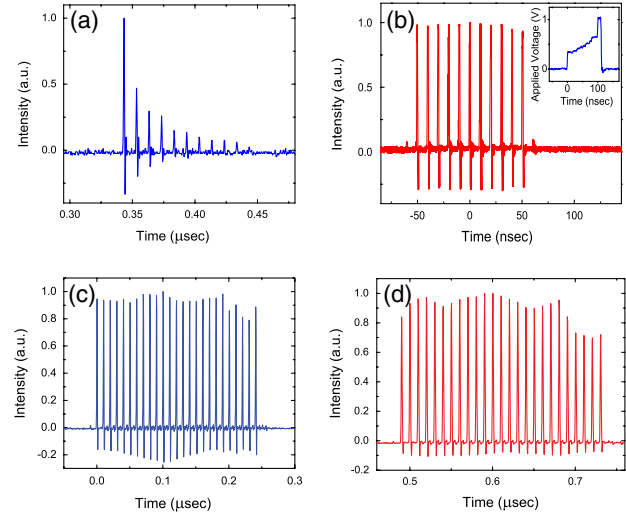 (a)
1.0
0.5
0.0
Intensity (a.u.)
0.30
0.35
0.40
0.45
Time (μsec)
(b)
1.0
0.5
0.0
Intensity (a.u.)
-50
0
50
100
Time (nsec)
Applied Voltage (V)
1
0
0
100
Time (nsec)
(c)
1.0
0.8
0.6
0.4
0.2
0.0
-0.2
Intensity (a.u.)
0.0
0.1
0.2
0.3
Time (μsec)
(d)
1.0
0.8
0.6
0.4
0.2
0.0
-0.2
Intensity (a.u.)
0.5
0.6
0.7
Time (μsec)